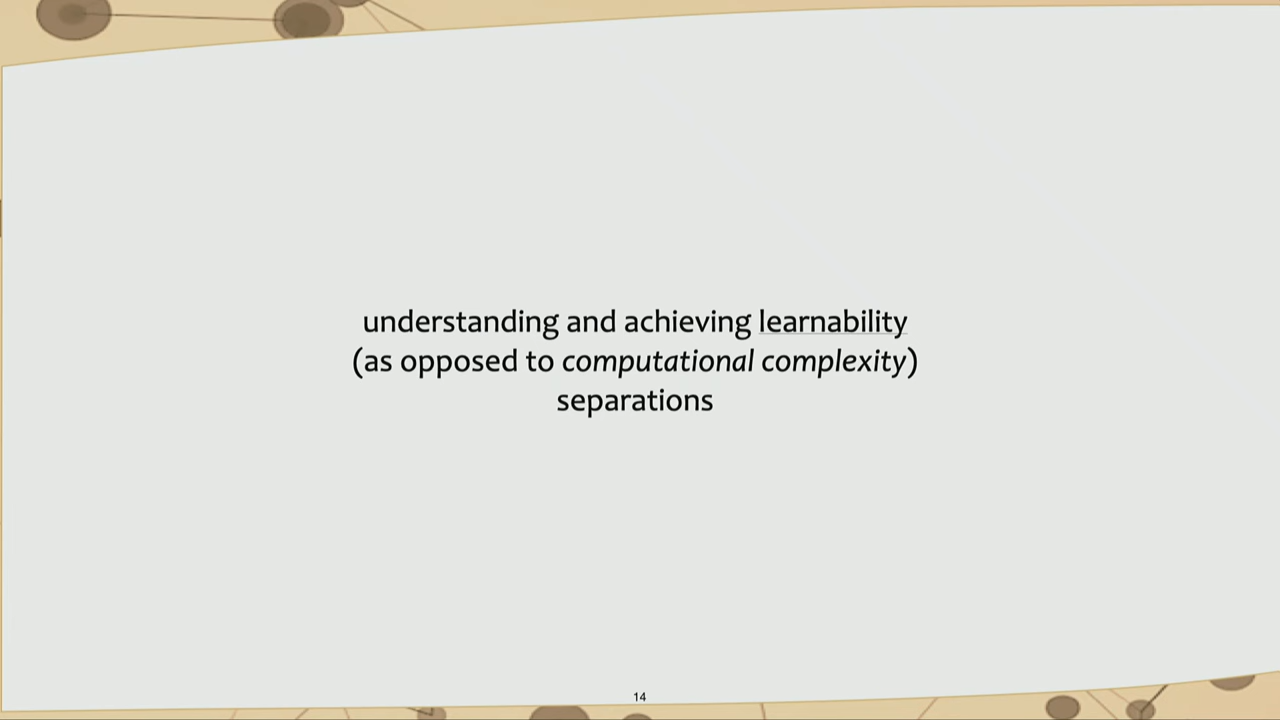 understanding and achieving learnability
(as opposed to computational complexity)
separations
14